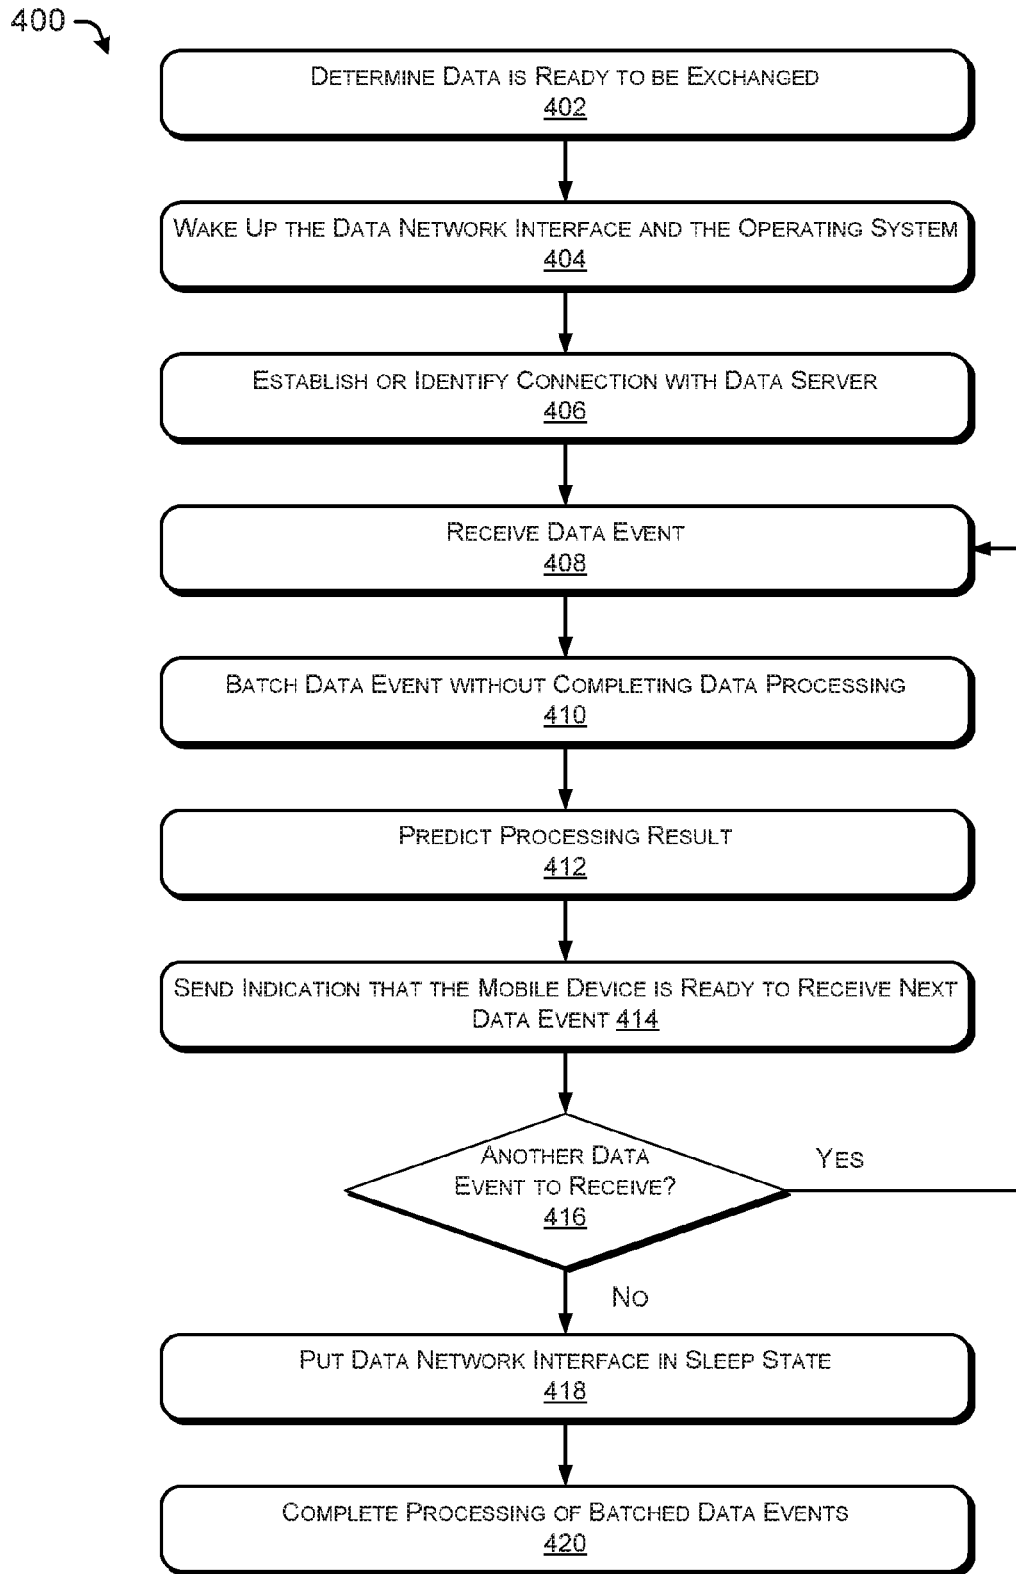 400
Determine Data is Ready to be Exchanged
402
Wake Up the Data Network Interface and the Operating System
404
Establish or Identify Connection with Data Server
406
Receive Data Event
408
Batch Data Event without Completing Data Processing
410
Predict Processing Result
412
Send Indication that the Mobile Device is Ready to Receive Next
Data Event 414
Another Data
Event to Receive?
416
Yes
No
Put Data Network Interface in Sleep State
418
Complete Processing of Batched Data Events
420